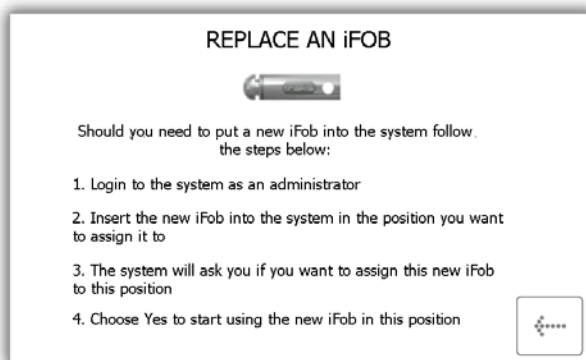 REPLACE AN iFOB
Should you need to put a new iFob into the system follow
the steps below:
1. Login to the system as an administrator
2. Insert the new iFob into the system in the position you want
to assign it to
3. The system will ask you if you want to assign this new iFob
to this position
4. Choose Yes to start using the new iFob in this position